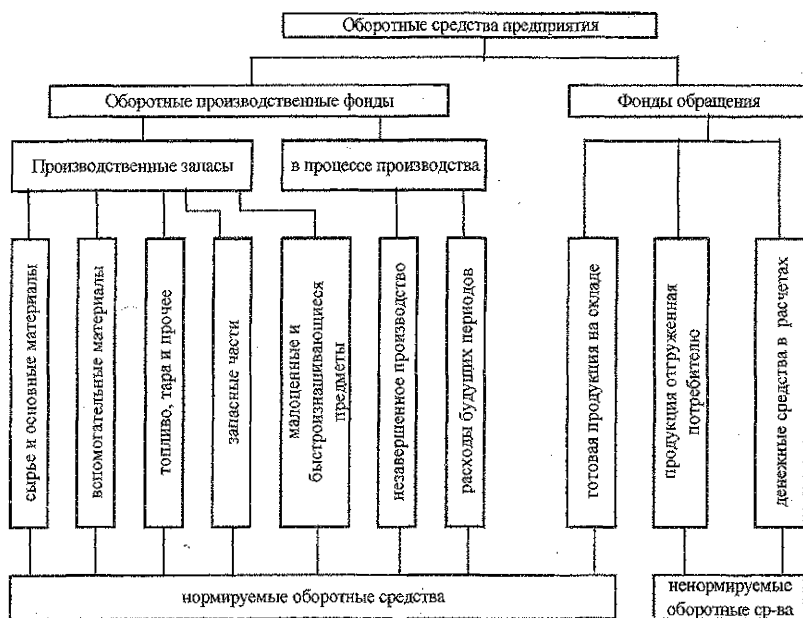 Оборотные средства предприятия
Оборотные производственные фонды
Фонды обращения
Производственные запасы
в процессе производства
сырье и основные материалы
вспомогательные материалы
топливо, тара и прочее
запасные части
малоценные и
быстроизнашивающиеся
предметы
незавершенное производство
расходы будущих периодов
готовая продукция на складе
продукция отгруженная
потребителю
денежные средства в расчетах
нормируемые оборотные средства
ненормируемые
оборотные ср-ва